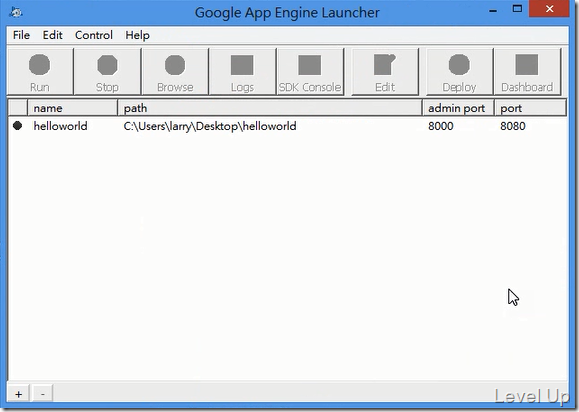 Google App Engine Launcher
File Edit Control Help
Run Stop Browse Logs SDK Console Edit Deploy Dashboard
name path admin port port
helloworld C:\Users\larry\Desktop\helloworld 8000 8080
+ -
Level Up